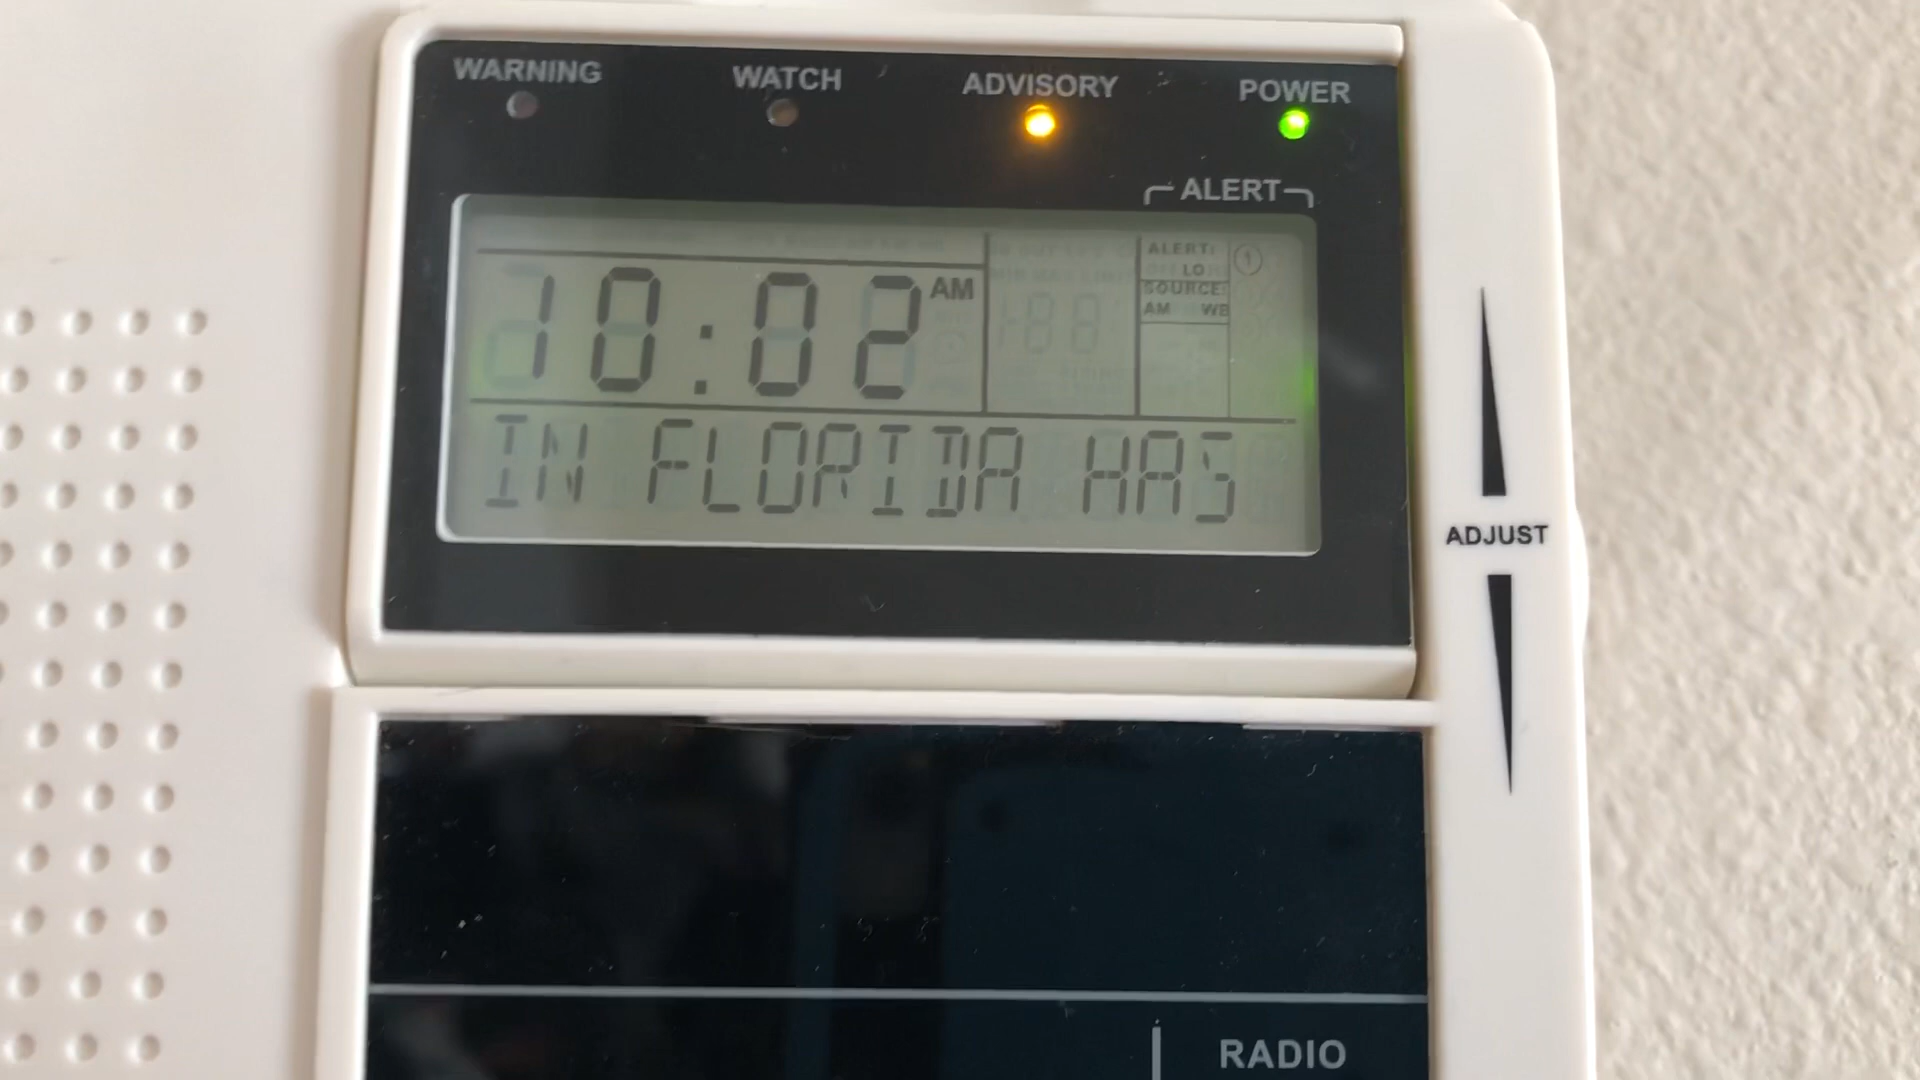 WARNING WATCH ADVISORY POWER
ALERT
ALERT:
LO
SOURCE:
AM WB
10:02 AM
IN FLORIDA HAS
ADJUST
RADIO